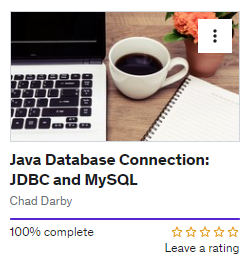 Java Database Connection:
JDBC and MySQL
Chad Darby
100% complete
Leave a rating